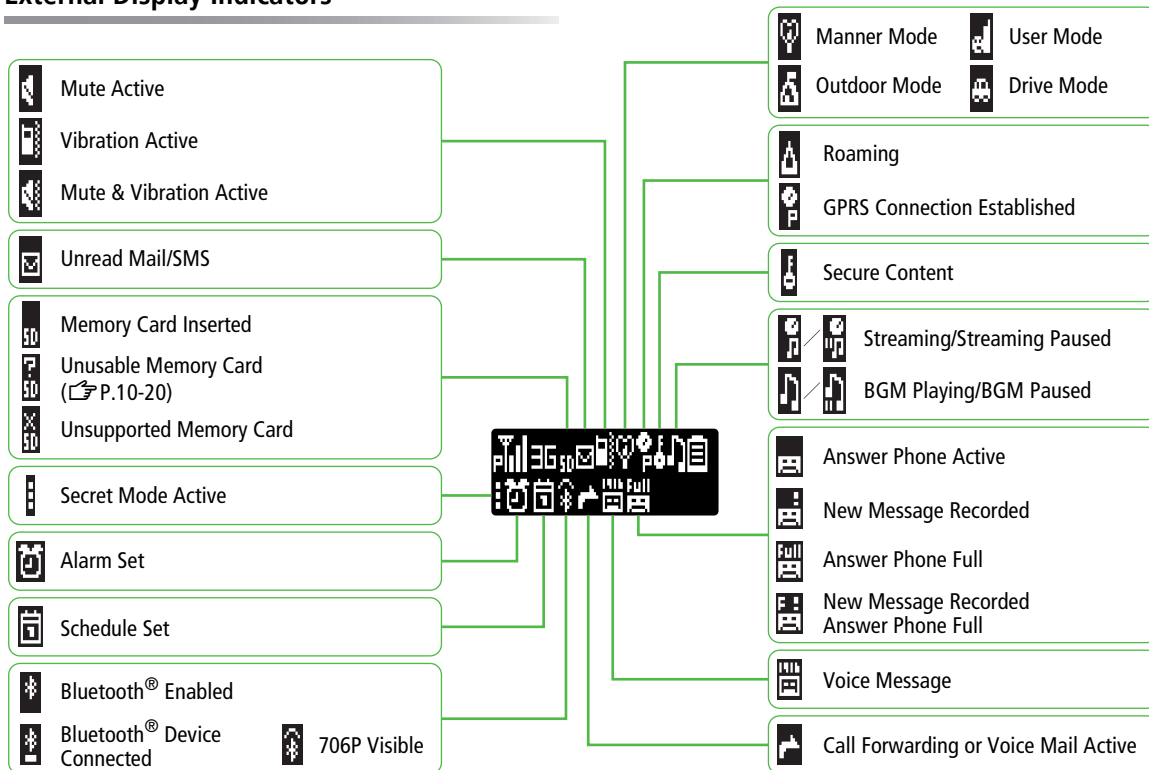 External Display Indicators
Mute Active
Vibration Active
Mute & Vibration Active
Unread Mail/SMS
Memory Card Inserted
Unusable Memory Card
(☞P.10-20)
Unsupported Memory Card
Secret Mode Active
Alarm Set
Schedule Set
Bluetooth® Enabled
Bluetooth® Device
Connected
706P Visible
3G SD P Full
Manner Mode
User Mode
Outdoor Mode
Drive Mode
Roaming
GPRS Connection Established
Secure Content
Streaming/Streaming Paused
BGM Playing/BGM Paused
Answer Phone Active
New Message Recorded
Answer Phone Full
New Message Recorded
Answer Phone Full
Voice Message
Call Forwarding or Voice Mail Active